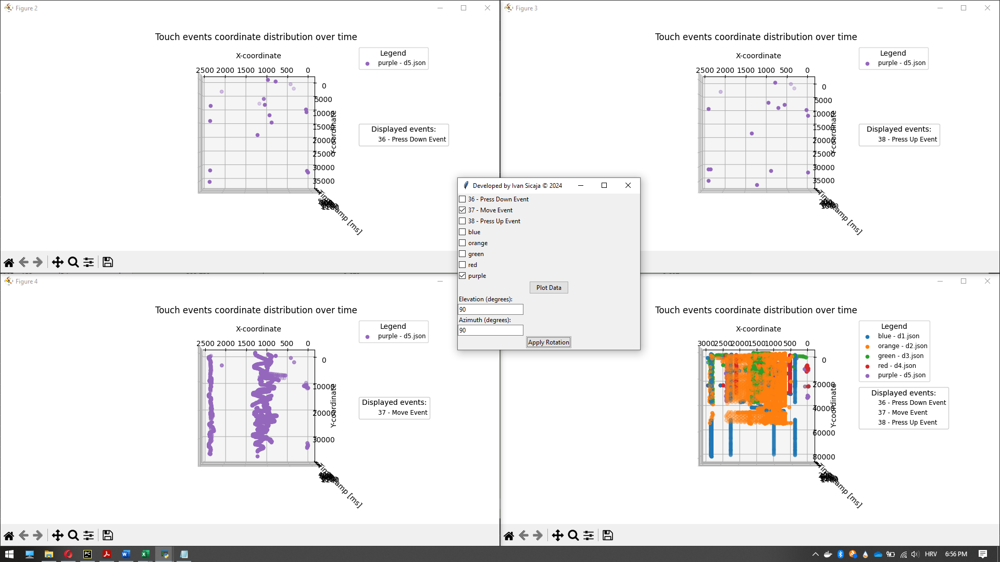 Figure 2
Touch events coordinate distribution over time
X-coordinate
2500 2000 1500 1000 500 0
0
5000
10000
15000
20000
25000
30000
35000
Y-coordinate
[ms]
Legend
purple - d5.json
Displayed events:
36 - Press Down Event
Figure 3
Touch events coordinate distribution over time
X-coordinate
2500 2000 1500 1000 500 0
0
5000
10000
15000
20000
25000
30000
35000
Y-coordinate
[ms]
Legend
purple - d5.json
Displayed events:
38 - Press Up Event
Developed by Ivan Sicaja © 2024
36 - Press Down Event
37 - Move Event
38 - Press Up Event
blue
orange
green
red
purple
Plot Data
Elevation (degrees):
90
Azimuth (degrees):
90
Apply Rotation
Figure 4
Touch events coordinate distribution over time
X-coordinate
2500 2000 1500 1000 500 0
0
10000
20000
30000
Y-coordinate
[ms]
Legend
purple - d5.json
Displayed events:
37 - Move Event
Touch events coordinate distribution over time
X-coordinate
3000 2500 2000 1500 1000 500 0
0
20000
40000
60000
80000
Y-coordinate
[ms]
Legend
blue - d1.json
orange - d2.json
green - d3.json
red - d4.json
purple - d5.json
Displayed events:
36 - Press Down Event
37 - Move Event
38 - Press Up Event
PC
HRV
6:56 PM